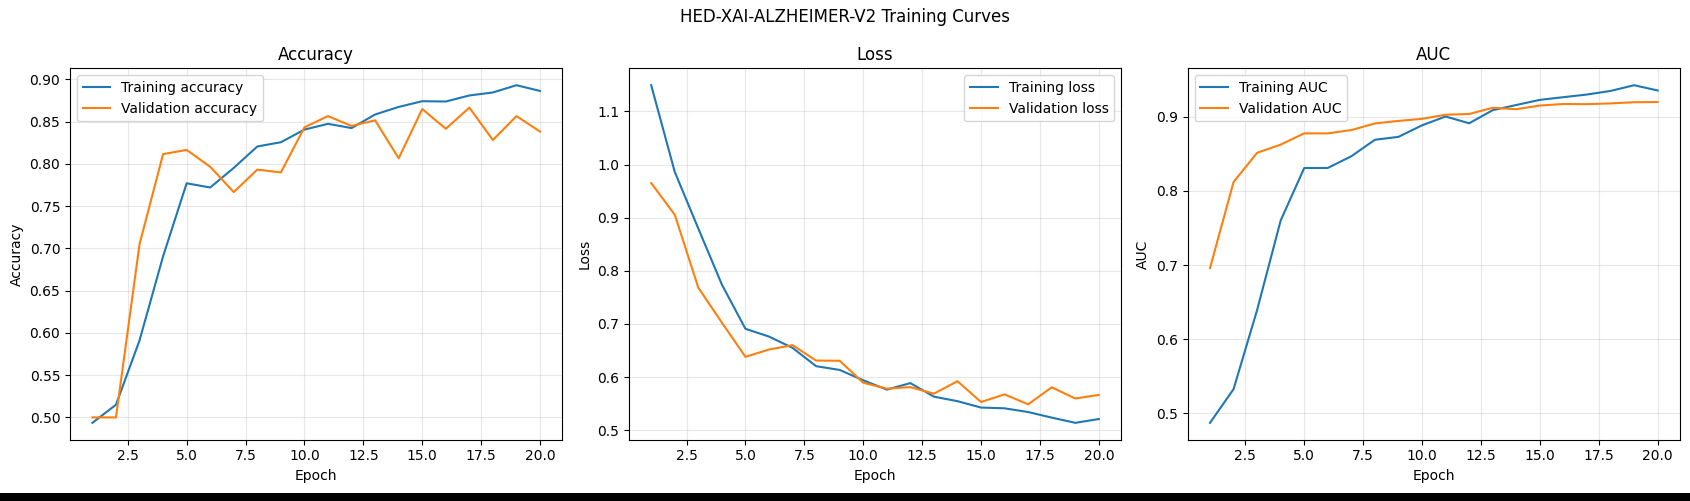 HED-XAI-ALZHEIMER-V2 Training Curves
Accuracy
Training accuracy
Validation accuracy
0.90
0.85
0.80
0.75
0.70
0.65
0.60
0.55
0.50
Accuracy
2.5 5.0 7.5 10.0 12.5 15.0 17.5 20.0
Epoch
Loss
Training loss
Validation loss
1.1
1.0
0.9
0.8
0.7
0.6
0.5
Loss
2.5 5.0 7.5 10.0 12.5 15.0 17.5 20.0
Epoch
AUC
Training AUC
Validation AUC
0.9
0.8
0.7
0.6
0.5
AUC
2.5 5.0 7.5 10.0 12.5 15.0 17.5 20.0
Epoch